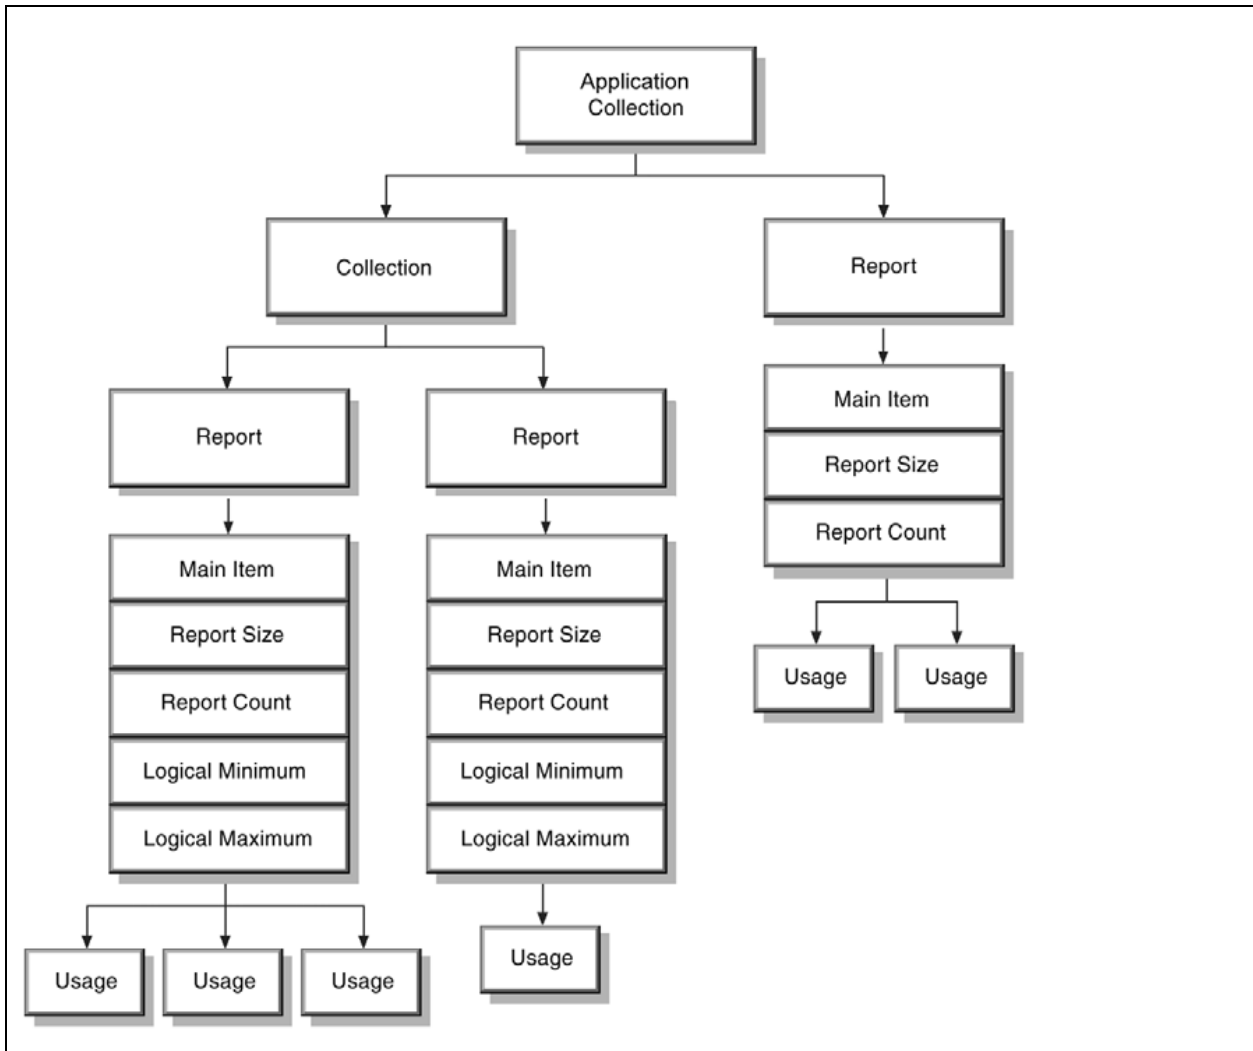 Application
Collection
Collection
Report
Report
Report
Main Item
Report Size
Report Count
Logical Minimum
Logical Maximum
Usage
Usage
Usage
Main Item
Report Size
Report Count
Logical Minimum
Logical Maximum
Usage
Main Item
Report Size
Report Count
Usage
Usage